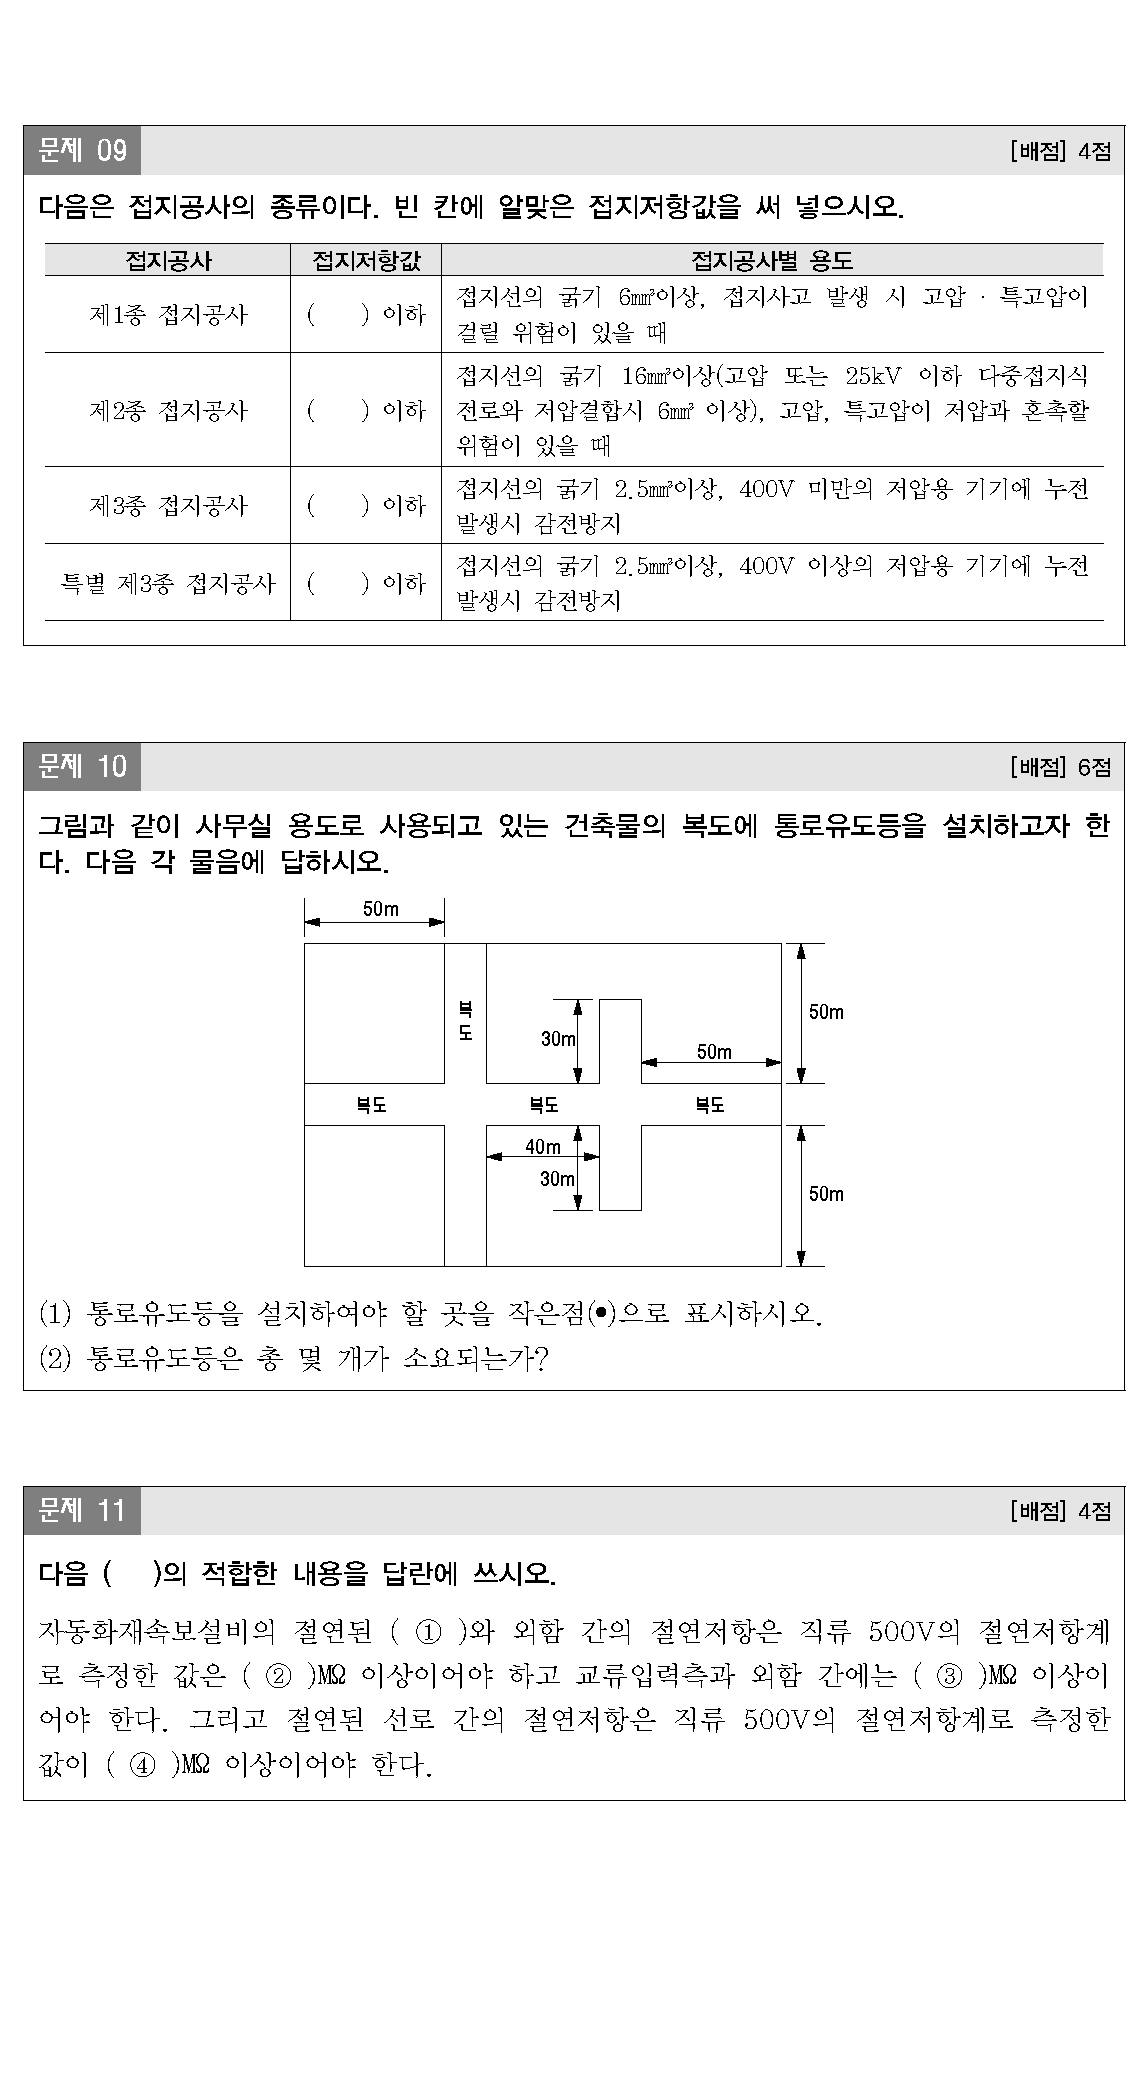 문제 09
[배점] 4점
다음은 접지공사의 종류이다. 빈 칸에 알맞은 접지저항값을 써 넣으시오.
접지공사 접지저항값 접지공사별 용도
제1종 접지공사 ( ) 이하 접지선의 굵기 6㎟이상, 접지사고 발생 시 고압 · 특고압이
걸릴 위험이 있을 때
제2종 접지공사 ( ) 이하 접지선의 굵기 16㎟이상(고압 또는 25kV 이하 다중접지식
전로와 저압결합시 6㎟ 이상), 고압, 특고압이 저압과 혼촉할
위험이 있을 때
제3종 접지공사 ( ) 이하 접지선의 굵기 2.5㎟이상, 400V 미만의 저압용 기기에 누전
발생시 감전방지
특별 제3종 접지공사 ( ) 이하 접지선의 굵기 2.5㎟이상, 400V 이상의 저압용 기기에 누전
발생시 감전방지
문제 10
[배점] 6점
그림과 같이 사무실 용도로 사용되고 있는 건축물의 복도에 통로유도등을 설치하고자 한
다. 다음 각 물음에 답하시오.
50m
복도
30m
50m
50m
복도
복도
복도
40m
30m
50m
(1) 통로유도등을 설치하여야 할 곳을 작은점(●)으로 표시하시오.
(2) 통로유도등은 총 몇 개가 소요되는가?
문제 11
[배점] 4점
다음 ( )의 적합한 내용을 답란에 쓰시오.
자동화재속보설비의 절연된 ( ① )와 외함 간의 절연저항은 직류 500V의 절연저항계
로 측정한 값은 ( ② )㏁ 이상이어야 하고 교류입력측과 외함 간에는 ( ③ )㏁ 이상이
어야 한다. 그리고 절연된 선로 간의 절연저항은 직류 500V의 절연저항계로 측정한
값이 ( ④ )㏁ 이상이어야 한다.